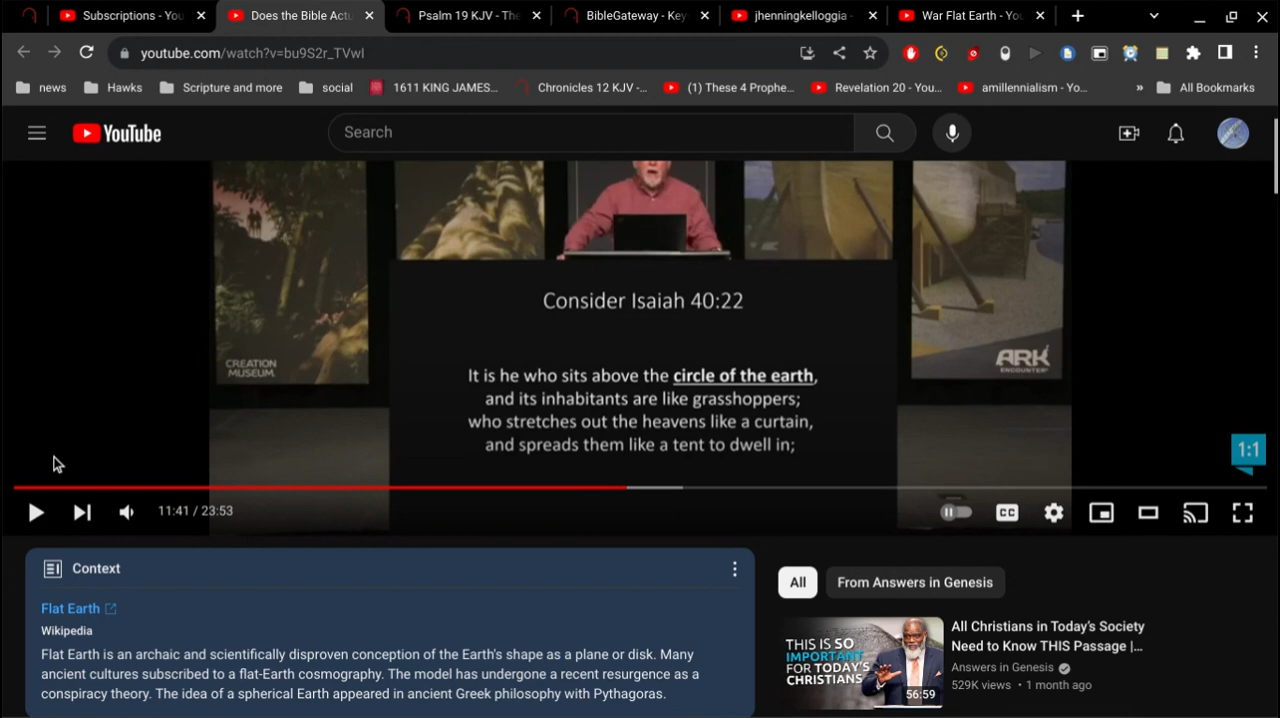 Subscriptions - You
Does the Bible Actu
Psalm 19 KJV - The
BibleGateway - Key
jhenningkelloggia -
War Flat Earth - You
youtube.com/watch?v=bu9S2r_TVwI
news
Hawks
Scripture and more
social
1611 KING JAMES...
Chronicles 12 KJV -...
(1) These 4 Prophe...
Revelation 20 - You...
amillennialism - Yo...
»
All Bookmarks
YouTube
Search
CREATION
MUSEUM
ARK
ENCOUNTER
Consider Isaiah 40:22
It is he who sits above the circle of the earth,
and its inhabitants are like grasshoppers;
who stretches out the heavens like a curtain,
and spreads them like a tent to dwell in;
1:1
11:41 / 23:53
CC
Context
Flat Earth
Wikipedia
Flat Earth is an archaic and scientifically disproven conception of the Earth's shape as a plane or disk. Many
ancient cultures subscribed to a flat-Earth cosmography. The model has undergone a recent resurgence as a
conspiracy theory. The idea of a spherical Earth appeared in ancient Greek philosophy with Pythagoras.
All
From Answers in Genesis
THIS IS SO
IMPORTANT
FOR TODAY'S
CHRISTIANS
56:59
All Christians in Today's Society
Need to Know THIS Passage |...
Answers in Genesis
529K views • 1 month ago